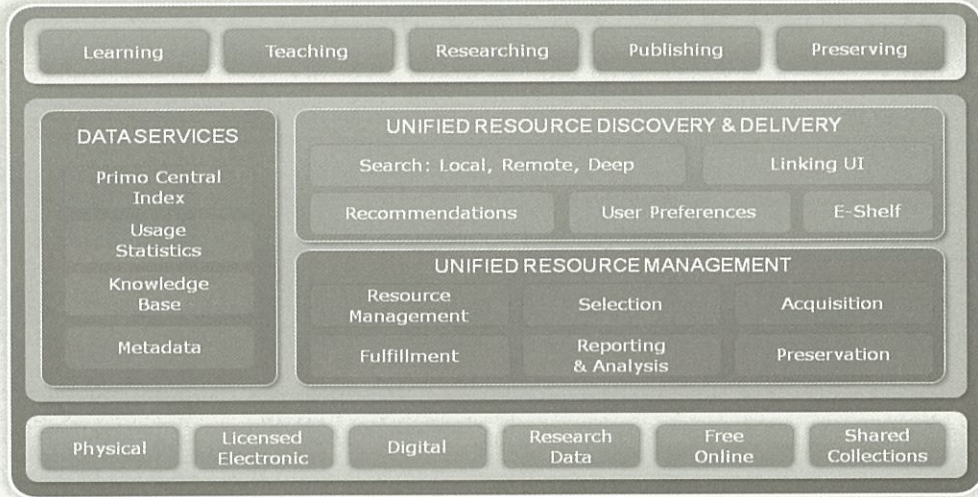 Learning
Teaching
Researching
Publishing
Preserving
DATA SERVICES
Primo Central
Index
Usage
Statistics
Knowledge
Base
Metadata
UNIFIED RESOURCE DISCOVERY & DELIVERY
Search: Local, Remote, Deep
Linking UI
Recommendations
User Preferences
E-Shelf
UNIFIED RESOURCE MANAGEMENT
Resource
Management
Selection
Acquisition
Fulfillment
Reporting
& Analysis
Preservation
Physical
Licensed
Electronic
Digital
Research
Data
Free
Online
Shared
Collections